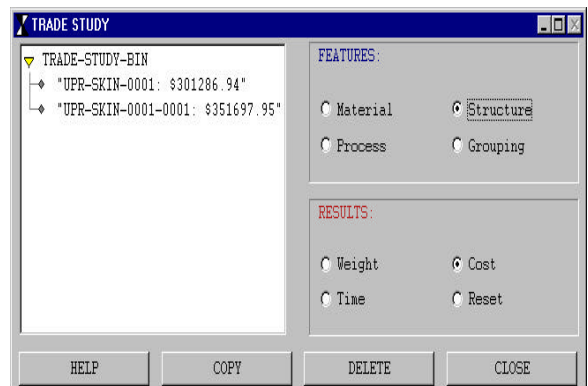 TRADE STUDY
TRADE-STUDY-BIN
"UPR-SKIN-0001: $301286.94"
"UPR-SKIN-0001-0001: $351697.95"
FEATURES:
Material
Structure
Process
Grouping
RESULTS:
Weight
Cost
Time
Reset
HELP
COPY
DELETE
CLOSE